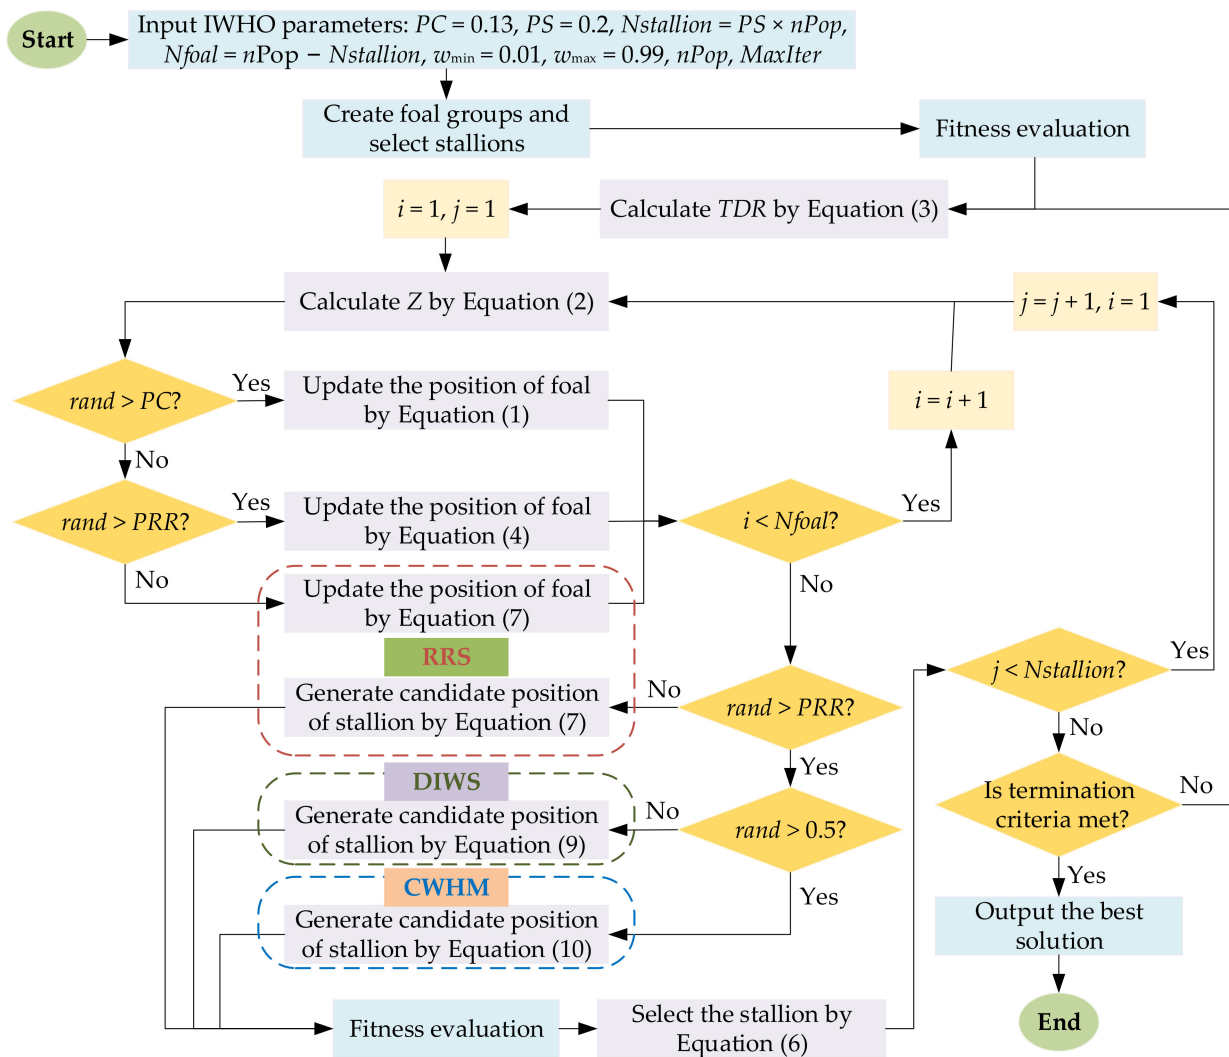 Start
Input IWHO parameters: PC = 0.13, PS = 0.2, Nstallion = PS × nPop,
Nfoal = nPop − Nstallion, wmin = 0.01, wmax = 0.99, nPop, MaxIter
Create foal groups and
select stallions
Fitness evaluation
i = 1, j = 1
Calculate TDR by Equation (3)
Calculate Z by Equation (2)
j = j + 1, i = 1
rand > PC?
Yes
Update the position of foal
by Equation (1)
i = i + 1
No
rand > PRR?
Yes
Update the position of foal
by Equation (4)
i < Nfoal?
Yes
No
Update the position of foal
by Equation (7)
No
RRS
Generate candidate position
of stallion by Equation (7)
No
rand > PRR?
j < Nstallion?
Yes
No
Yes
DIWS
Generate candidate position
of stallion by Equation (9)
No
rand > 0.5?
Is termination
criteria met?
No
Yes
CWHM
Generate candidate position
of stallion by Equation (10)
Yes
Output the best
solution
Fitness evaluation
Select the stallion by
Equation (6)
End